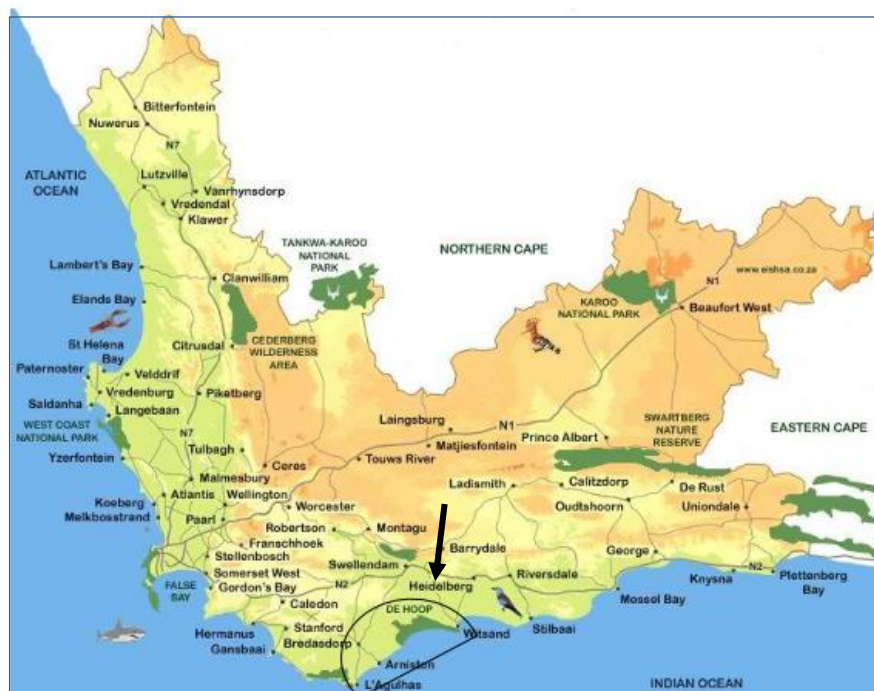 Bitterfontein
Nuwerus
N7
ATLANTIC
OCEAN
Lutzville
Vanrhynsdorp
Vredendal
Klawer
TANKWA-KAROO
NATIONAL
PARK
NORTHERN CAPE
Lambert's Bay
Clanwilliam
www.eishsa.co.za
N1
Elands Bay
KAROO
NATIONAL PARK
Beaufort West
CEDERBERG
WILDERNESS
AREA
Citrusdal
St Helena
Bay
Paternoster
Velddrif
Vredenburg
Piketberg
Saldanha
Langebaan
WEST COAST
NATIONAL PARK
N7
Laingsburg
N1
Matjiesfontein
Prince Albert
SWARTBERG
NATURE
RESERVE
EASTERN CAPE
Tulbagh
Yzerfontein
Ceres
Touws River
Malmesbury
Ladismith
Calitzdorp
De Rust
Atlantis
Wellington
Koeberg
Melkbosstrand
Paarl
Worcester
Oudtshoorn
Uniondale
Robertson
Montagu
Franschhoek
Stellenbosch
Barrydale
George
Swellendam
Somerset West
N2
Heidelberg
Riversdale
Knysna
N2
Plettenberg
Bay
FALSE
BAY
Gordon's Bay
Mossel Bay
Caledon
DE HOOP
Hermanus
Stanford
Witsand
Stilbaai
Gansbaai
Bredasdorp
Arniston
L'Agulhas
INDIAN OCEAN